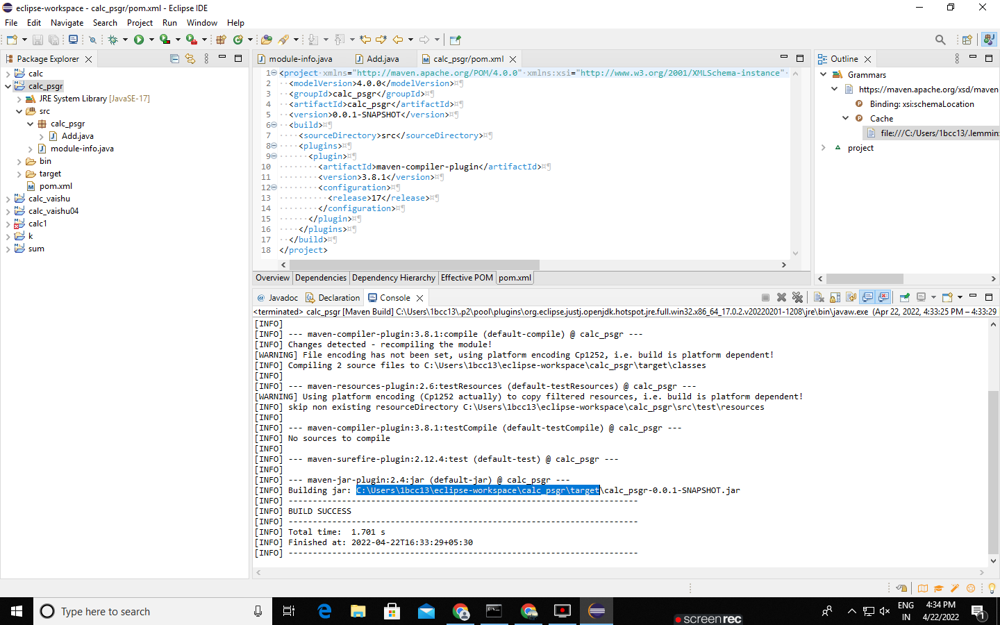 eclipse-workspace - calc_psgr/pom.xml - Eclipse IDE
File Edit Navigate Search Project Run Window Help
Package Explorer
calc
calc_psgr
JRE System Library [JavaSE-17]
src
calc_psgr
Add.java
module-info.java
bin
target
pom.xml
calc_vaishu
calc_vaishu04
calc1
k
sum
module-info.java Add.java calc_psgr/pom.xml
1 <project xmlns="http://maven.apache.org/POM/4.0.0" xmlns:xsi="http://www.w3.org/2001/XMLSchema-instance"
2 <modelVersion>4.0.0</modelVersion>
3 <groupId>calc_psgr</groupId>
4 <artifactId>calc_psgr</artifactId>
5 <version>0.0.1-SNAPSHOT</version>
6 <build>
7 <sourceDirectory>src</sourceDirectory>
8 <plugins>
9 <plugin>
10 <artifactId>maven-compiler-plugin</artifactId>
11 <version>3.8.1</version>
12 <configuration>
13 <release>17</release>
14 </configuration>
15 </plugin>
16 </plugins>
17 </build>
18 </project>
Overview Dependencies Dependency Hierarchy Effective POM pom.xml
Outline
Grammars
https://maven.apache.org/xsd/maven
Binding: xsi:schemaLocation
Cache
file:///C:/Users/1bcc13/.lemmin
project
@ Javadoc Declaration Console
<terminated> calc_psgr [Maven Build] C:\Users\1bcc13\.p2\pool\plugins\org.eclipse.justj.openjdk.hotspot.jre.full.win32.x86_64_17.0.2.v20220201-1208\jre\bin\javaw.exe (Apr 22, 2022, 4:33:25 PM – 4:33:29
[INFO]
[INFO] --- maven-compiler-plugin:3.8.1:compile (default-compile) @ calc_psgr ---
[INFO] Changes detected - recompiling the module!
[WARNING] File encoding has not been set, using platform encoding Cp1252, i.e. build is platform dependent!
[INFO] Compiling 2 source files to C:\Users\1bcc13\eclipse-workspace\calc_psgr\target\classes
[INFO]
[INFO] --- maven-resources-plugin:2.6:testResources (default-testResources) @ calc_psgr ---
[WARNING] Using platform encoding (Cp1252 actually) to copy filtered resources, i.e. build is platform dependent!
[INFO] skip non existing resourceDirectory C:\Users\1bcc13\eclipse-workspace\calc_psgr\src\test\resources
[INFO]
[INFO] --- maven-compiler-plugin:3.8.1:testCompile (default-testCompile) @ calc_psgr ---
[INFO] No sources to compile
[INFO]
[INFO] --- maven-surefire-plugin:2.12.4:test (default-test) @ calc_psgr ---
[INFO]
[INFO] --- maven-jar-plugin:2.4:jar (default-jar) @ calc_psgr ---
[INFO] Building jar: C:\Users\1bcc13\eclipse-workspace\calc_psgr\target\calc_psgr-0.0.1-SNAPSHOT.jar
[INFO] ------------------------------------------------------------------------
[INFO] BUILD SUCCESS
[INFO] ------------------------------------------------------------------------
[INFO] Total time:  1.701 s
[INFO] Finished at: 2022-04-22T16:33:29+05:30
[INFO] ------------------------------------------------------------------------
Type here to search
screenrec
ENG
IN
4:34 PM
4/22/2022
1